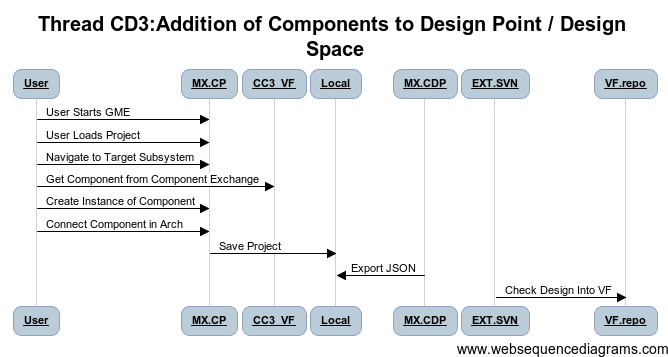 Thread CD3:Addition of Components to Design Point / Design
Space
User MX.CP CC3_VF Local MX.CDP EXT.SVN VF.repo
User Starts GME
User Loads Project
Navigate to Target Subsystem
Get Component from Component Exchange
Create Instance of Component
Connect Component in Arch
Save Project
Export JSON
Check Design Into VF
User MX.CP CC3_VF Local MX.CDP EXT.SVN VF.repo
www.websequencediagrams.com